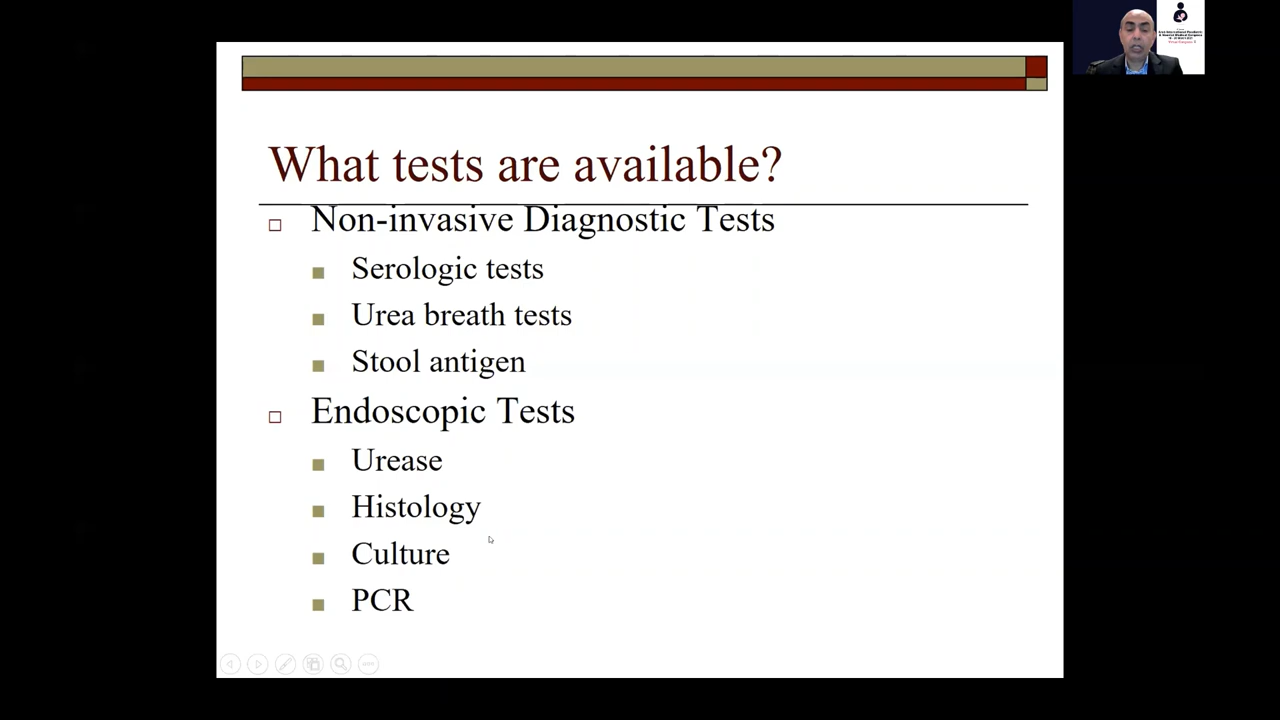 What tests are available?
Non-invasive Diagnostic Tests
Serologic tests
Urea breath tests
Stool antigen
Endoscopic Tests
Urease
Histology
Culture
PCR